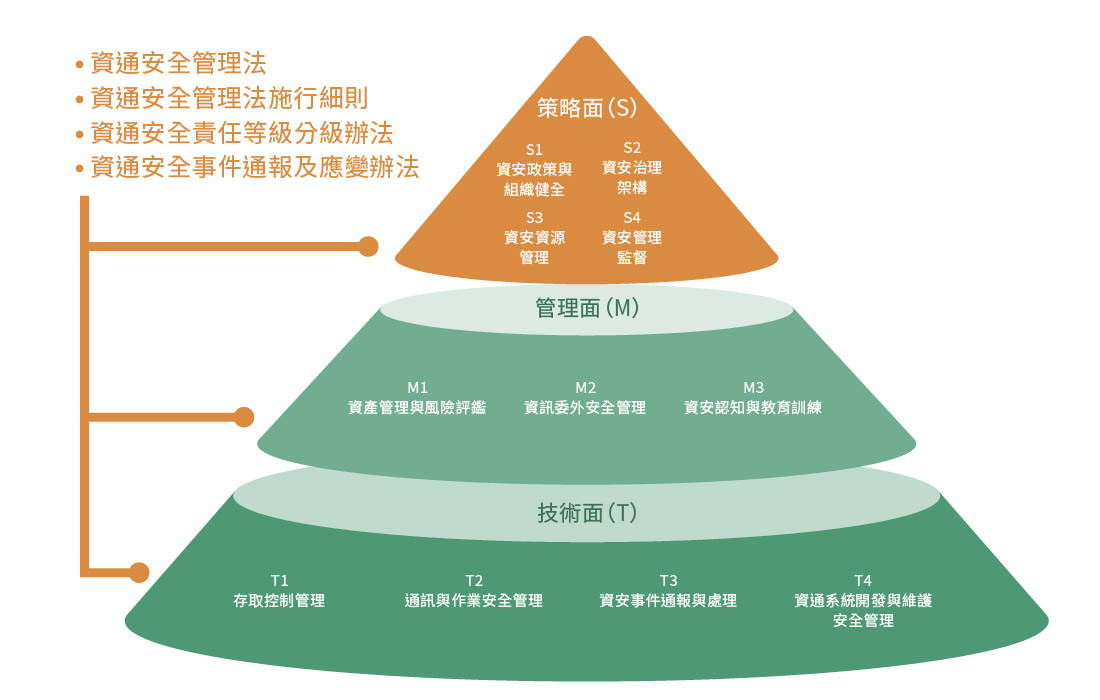 • 資通安全管理法
• 資通安全管理法施行細則
• 資通安全責任等級分級辦法
• 資通安全事件通報及應變辦法
策略面(S)
S1
資安政策與
組織健全
S2
資安治理
架構
S3
資安資源
管理
S4
資安管理
監督
管理面(M)
M1
資產管理與風險評鑑
M2
資訊委外安全管理
M3
資安認知與教育訓練
技術面(T)
T1
存取控制管理
T2
通訊與作業安全管理
T3
資安事件通報與處理
T4
資通系統開發與維護
安全管理